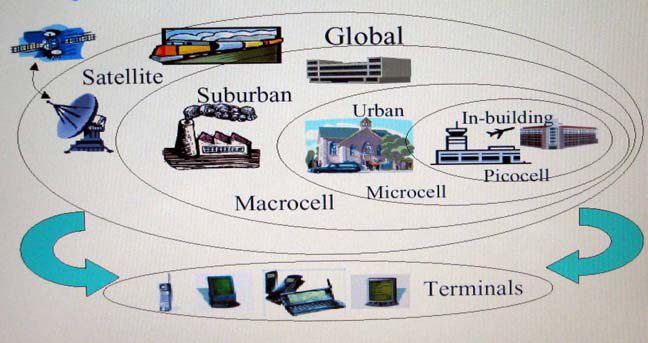 Global
Satellite
Suburban
Urban
In-building
Picocell
Microcell
Macrocell
Terminals